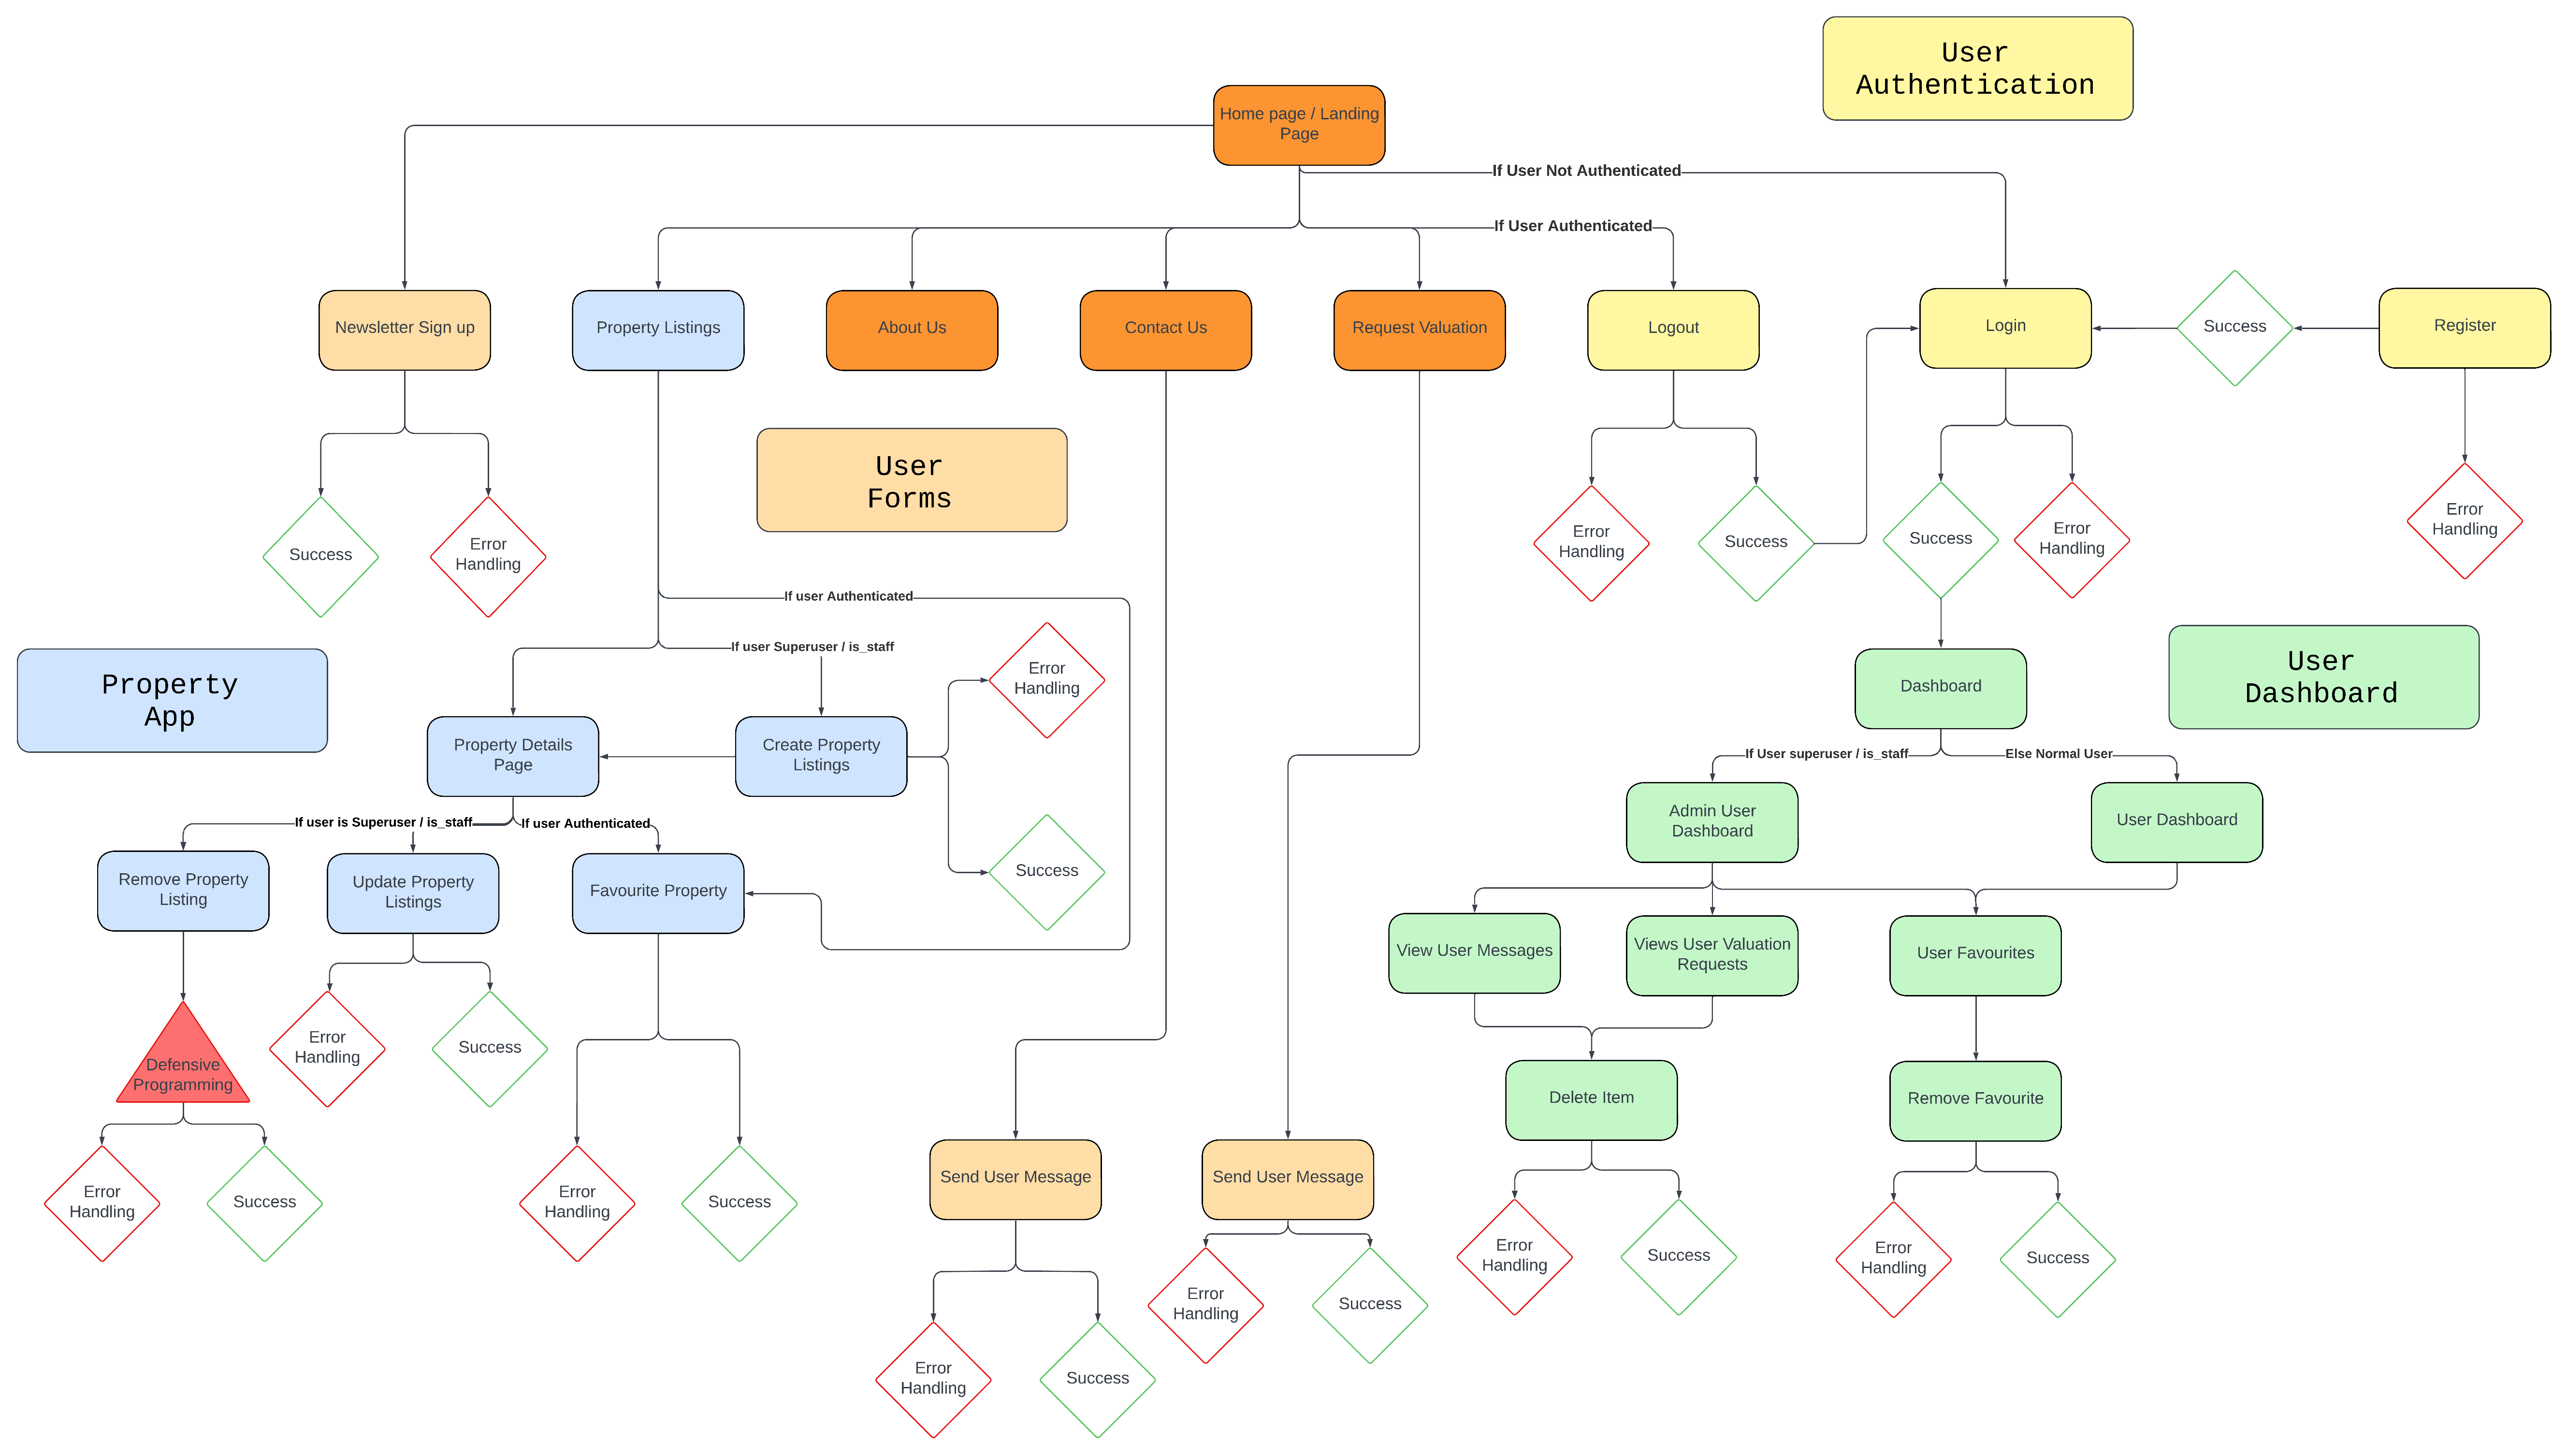 User
Authentication
Home page / Landing
Page
If User Not Authenticated
If User Authenticated
Newsletter Sign up
Property Listings
About Us
Contact Us
Request Valuation
Logout
Login
Success
Register
User
Forms
Success
Error
Handling
Error
Handling
Success
Success
Error
Handling
Error
Handling
If user Authenticated
If user Superuser / is_staff
Error
Handling
Property
App
Dashboard
User
Dashboard
Property Details
Page
Create Property
Listings
If User superuser / is_staff
Else Normal User
Admin User
Dashboard
User Dashboard
If user is Superuser / is_staff
If user Authenticated
Remove Property
Listing
Update Property
Listings
Favourite Property
Success
View User Messages
Views User Valuation
Requests
User Favourites
Defensive
Programming
Error
Handling
Success
Delete Item
Remove Favourite
Error
Handling
Success
Error
Handling
Success
Send User Message
Send User Message
Error
Handling
Success
Error
Handling
Success
Error
Handling
Success
Error
Handling
Success